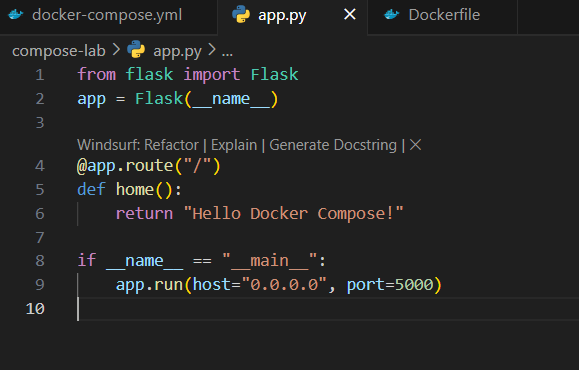 docker-compose.yml app.py Dockerfile
compose-lab > app.py > ...
1 from flask import Flask
2 app = Flask(__name__)
3
Windsurf: Refactor | Explain | Generate Docstring | ×
4 @app.route("/")
5 def home():
6     return "Hello Docker Compose!"
7
8 if __name__ == "__main__":
9     app.run(host="0.0.0.0", port=5000)
10